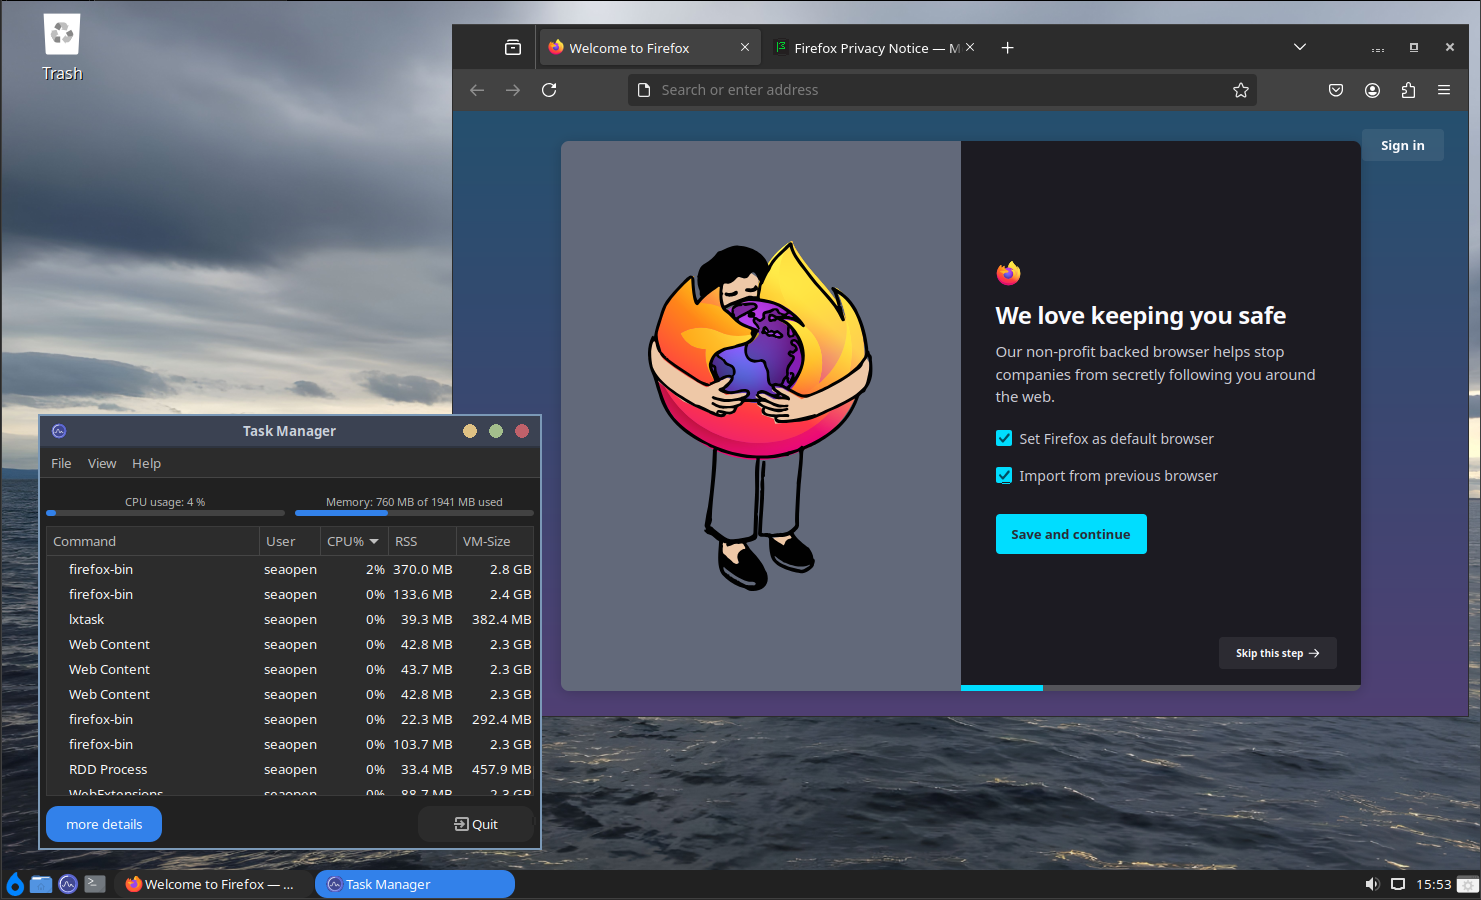 Trash
Welcome to Firefox
Firefox Privacy Notice — M
Search or enter address
Sign in
We love keeping you safe
Our non-profit backed browser helps stop
companies from secretly following you around
the web.
Set Firefox as default browser
Import from previous browser
Save and continue
Skip this step
Task Manager
File View Help
CPU usage: 4 %
Memory: 760 MB of 1941 MB used
Command User CPU% RSS VM-Size
firefox-bin seaopen 2% 370.0 MB 2.8 GB
firefox-bin seaopen 0% 133.6 MB 2.4 GB
lxtask seaopen 0% 39.3 MB 382.4 MB
Web Content seaopen 0% 42.8 MB 2.3 GB
Web Content seaopen 0% 43.7 MB 2.3 GB
Web Content seaopen 0% 42.8 MB 2.3 GB
firefox-bin seaopen 0% 22.3 MB 292.4 MB
firefox-bin seaopen 0% 103.7 MB 2.3 GB
RDD Process seaopen 0% 33.4 MB 457.9 MB
WebExtensions seaopen 0% 88.7 MB 2.3 GB
more details
Quit
Welcome to Firefox — ...
Task Manager
15:53